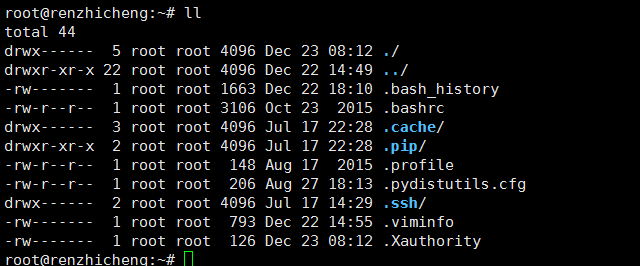 root@renzhicheng:~# ll
total 44
drwx------  5 root root 4096 Dec 23 08:12 ./
drwxr-xr-x 22 root root 4096 Dec 22 14:49 ../
-rw-------  1 root root 1663 Dec 22 18:10 .bash_history
-rw-r--r--  1 root root 3106 Oct 23  2015 .bashrc
drwx------  3 root root 4096 Jul 17 22:28 .cache/
drwxr-xr-x  2 root root 4096 Jul 17 22:28 .pip/
-rw-r--r--  1 root root  148 Aug 17  2015 .profile
-rw-r--r--  1 root root  206 Aug 27 18:13 .pydistutils.cfg
drwx------  2 root root 4096 Jul 17 14:29 .ssh/
-rw-------  1 root root  793 Dec 22 14:55 .viminfo
-rw-------  1 root root  126 Dec 23 08:12 .Xauthority
root@renzhicheng:~#